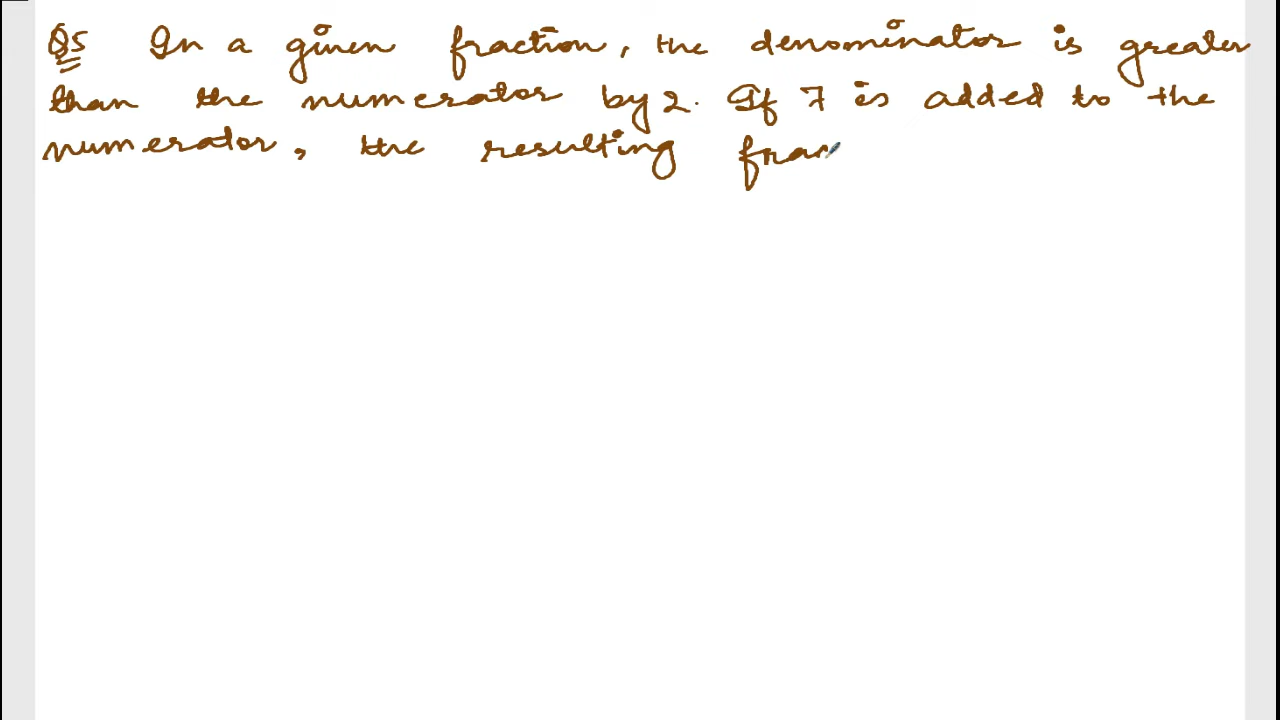 Q5 In a given fraction, the denominator is greater
than the numerator by 2. If 7 is added to the
numerator, the resulting frac